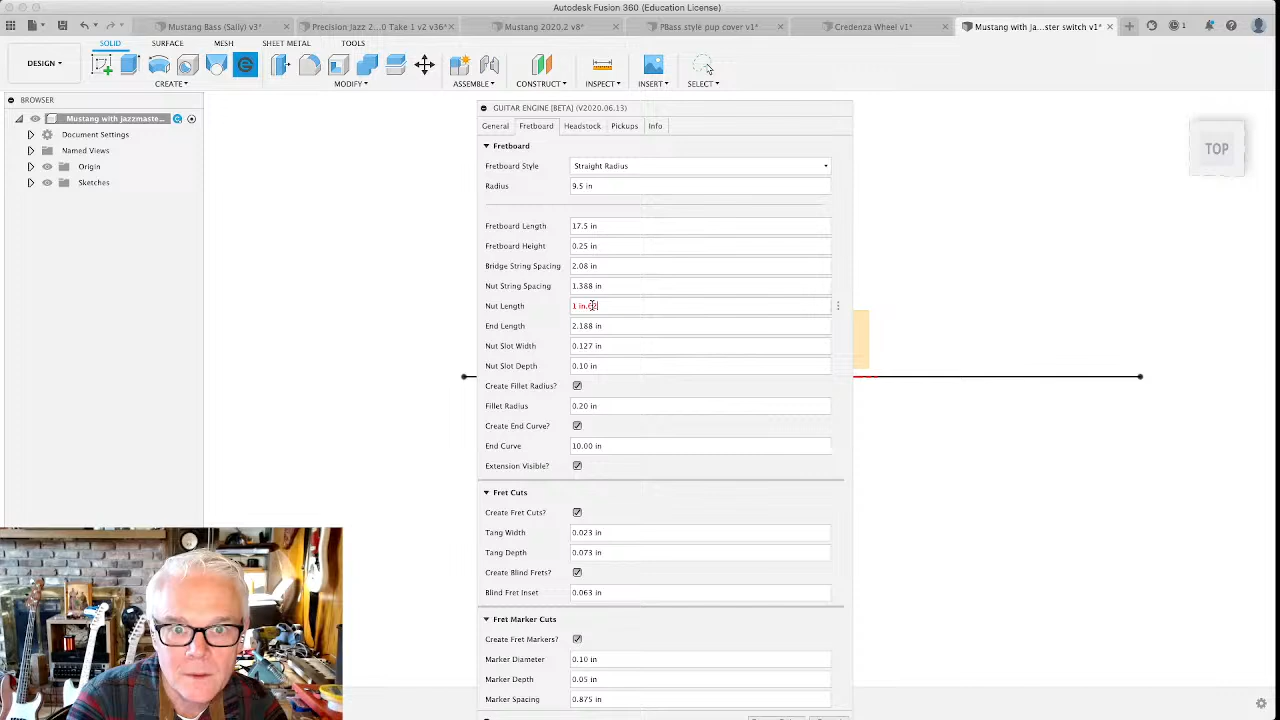 Autodesk Fusion 360 (Education License)
Mustang Bass (Sally) v3* Precision Jazz 2...0 Take 1 v2 v36* Mustang 2020.2 v8* PBass style pup cover v1* Credenza Wheel v1* Mustang with Ja...ster switch v1* 1
SOLID SURFACE MESH SHEET METAL TOOLS
DESIGN
CREATE MODIFY ASSEMBLE CONSTRUCT INSPECT INSERT SELECT
BROWSER
Mustang with Jazzmaste...
Document Settings
Named Views
Origin
Sketches
TOP
GUITAR ENGINE [BETA] (V2020.06.13)
General Fretboard Headstock Pickups Info
Fretboard
Fretboard Style Straight Radius
Radius 9.5 in
Fretboard Length 17.5 in
Fretboard Height 0.25 in
Bridge String Spacing 2.08 in
Nut String Spacing 1.388 in
Nut Length 1 in.
End Length 2.188 in
Nut Slot Width 0.127 in
Nut Slot Depth 0.10 in
Create Fillet Radius?
Fillet Radius 0.20 in
Create End Curve?
End Curve 10.00 in
Extension Visible?
Fret Cuts
Create Fret Cuts?
Tang Width 0.023 in
Tang Depth 0.073 in
Create Blind Frets?
Blind Fret Inset 0.063 in
Fret Marker Cuts
Create Fret Markers?
Marker Diameter 0.10 in
Marker Depth 0.05 in
Marker Spacing 0.875 in